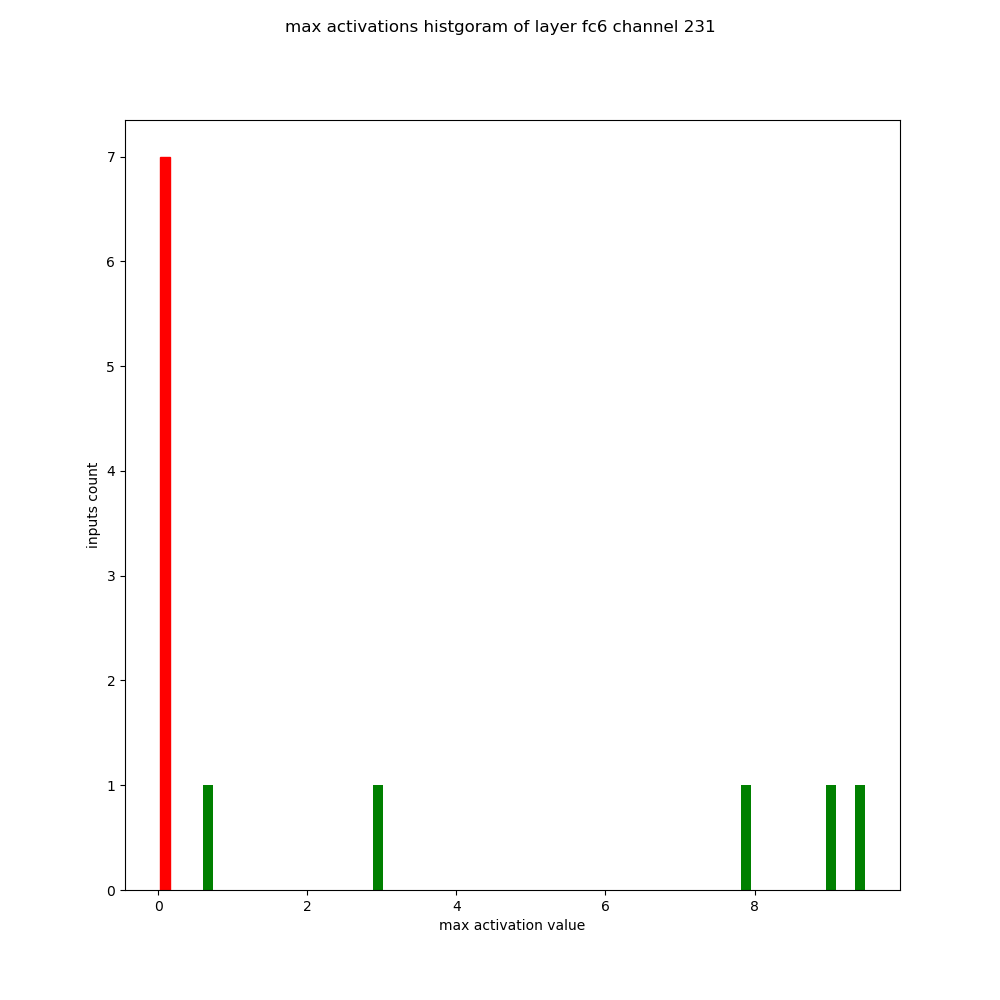 max activations histgoram of layer fc6 channel 231
7
6
5
4
3
2
1
0
inputs count
0 2 4 6 8
max activation value